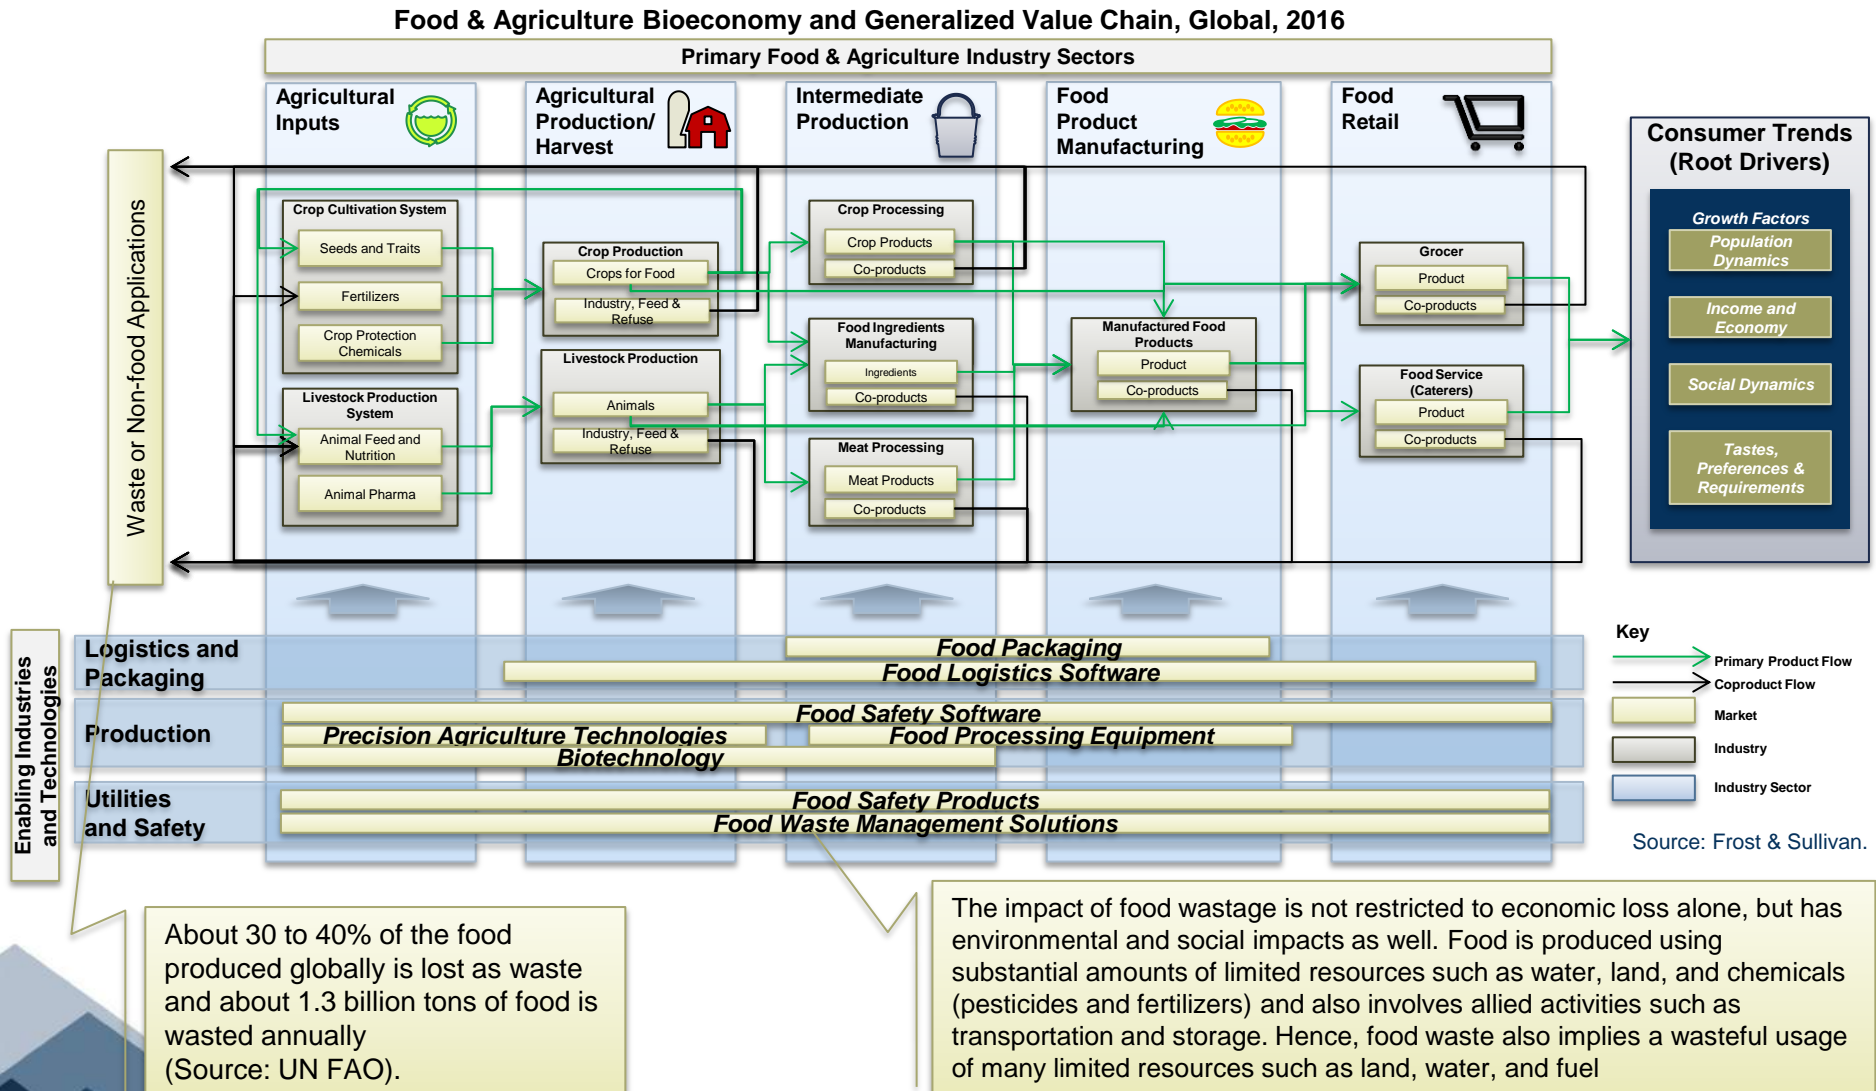 Food & Agriculture Bioeconomy and Generalized Value Chain, Global, 2016
Primary Food & Agriculture Industry Sectors
Agricultural
Inputs
Agricultural
Production/
Harvest
Intermediate
Production
Food
Product
Manufacturing
Food
Retail
Waste or Non-food Applications
Crop Cultivation System
Seeds and Traits
Fertilizers
Crop Protection
Chemicals
Livestock Production
System
Animal Feed and
Nutrition
Animal Pharma
Crop Production
Crops for Food
Industry, Feed &
Refuse
Livestock Production
Animals
Industry, Feed &
Refuse
Crop Processing
Crop Products
Co-products
Food Ingredients
Manufacturing
Ingredients
Co-products
Meat Processing
Meat Products
Co-products
Manufactured Food
Products
Product
Co-products
Grocer
Product
Co-products
Food Service
(Caterers)
Product
Co-products
Consumer Trends
(Root Drivers)
Growth Factors
Population
Dynamics
Income and
Economy
Social Dynamics
Tastes,
Preferences &
Requirements
Enabling Industries
and Technologies
Logistics and
Packaging
Food Packaging
Food Logistics Software
Production
Food Safety Software
Precision Agriculture Technologies
Food Processing Equipment
Biotechnology
Utilities
and Safety
Food Safety Products
Food Waste Management Solutions
Key
Primary Product Flow
Coproduct Flow
Market
Industry
Industry Sector
Source: Frost & Sullivan.
About 30 to 40% of the food
produced globally is lost as waste
and about 1.3 billion tons of food is
wasted annually
(Source: UN FAO).
The impact of food wastage is not restricted to economic loss alone, but has
environmental and social impacts as well. Food is produced using
substantial amounts of limited resources such as water, land, and chemicals
(pesticides and fertilizers) and also involves allied activities such as
transportation and storage. Hence, food waste also implies a wasteful usage
of many limited resources such as land, water, and fuel